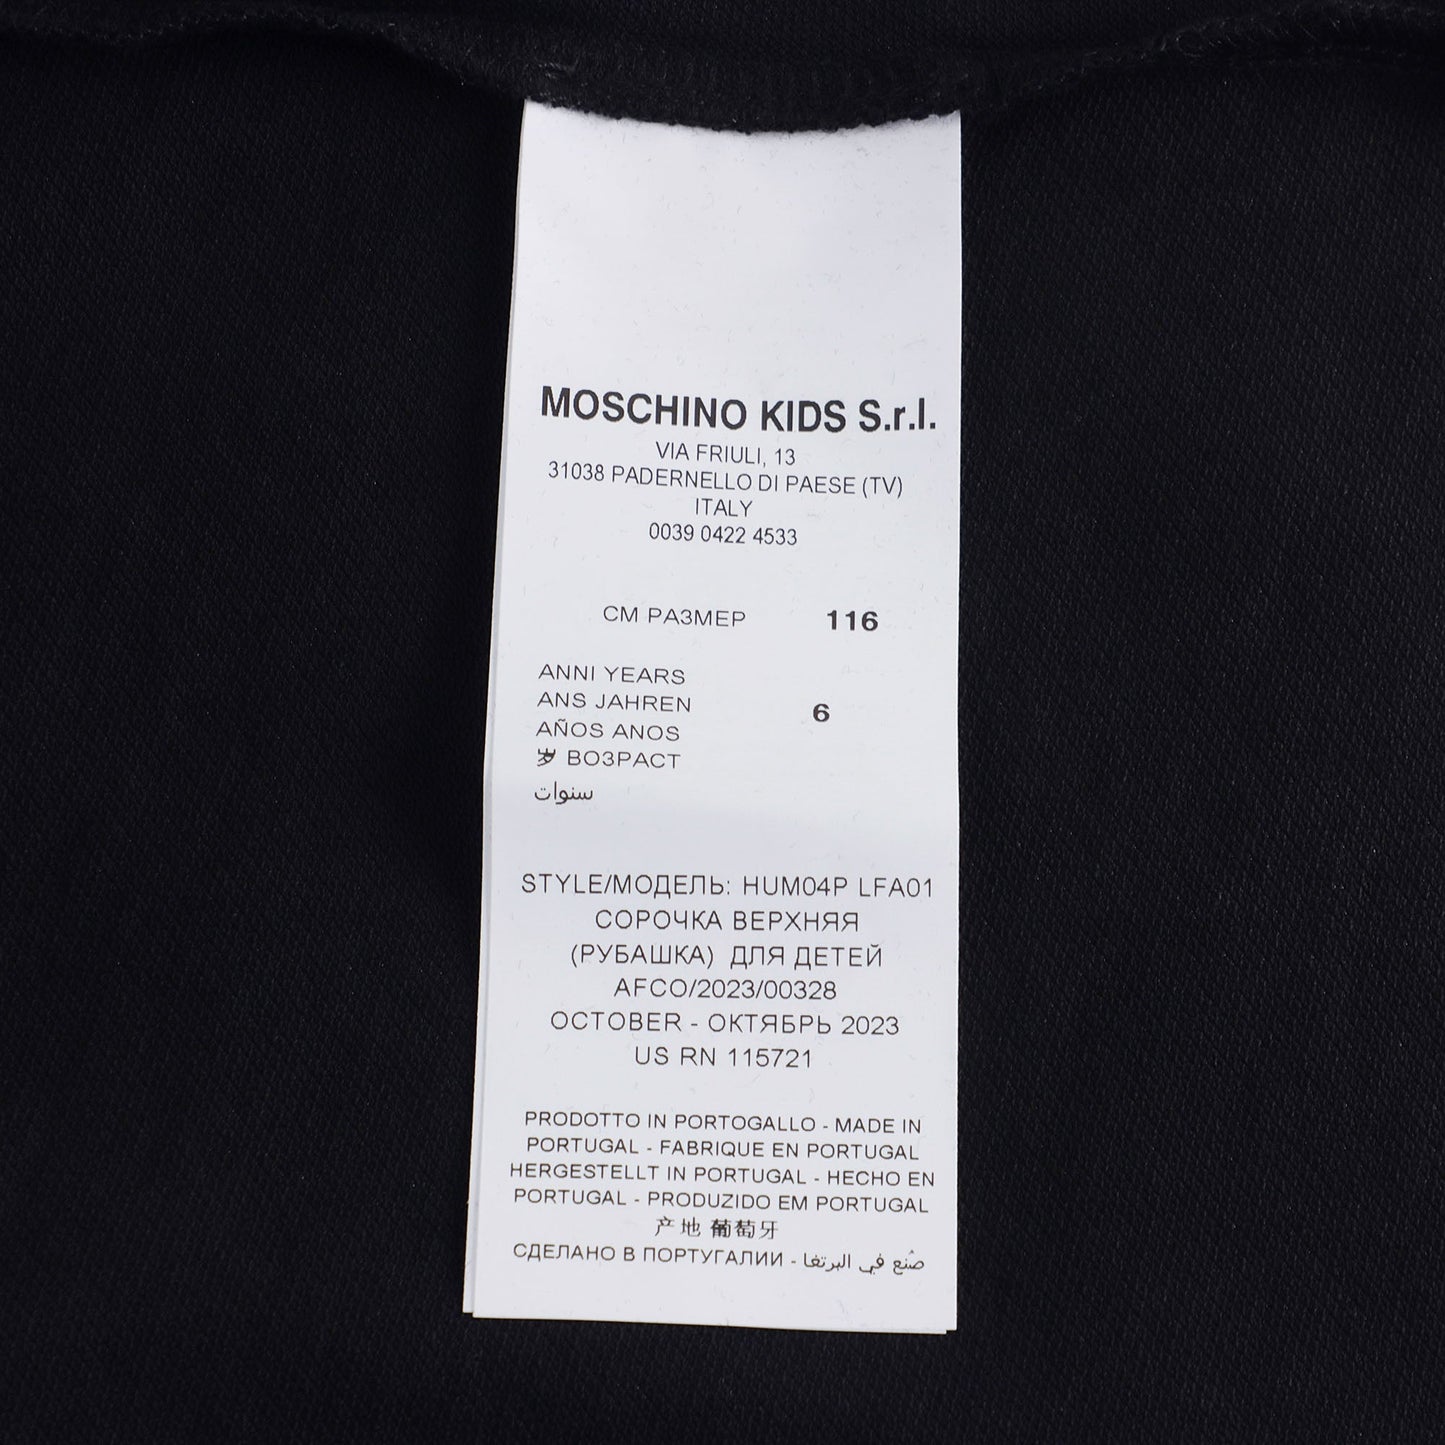 MOSCHINO KIDS S.r.l.
VIA FRIULI, 13
31038 PADERNELLO DI PAESE (TV)
ITALY
0039 0422 4533
СМ РАЗМЕР 116
ANNI YEARS
ANS JAHREN
AÑOS ANOS 6
岁 ВОЗРАСТ
سنوات
STYLE/МОДЕЛЬ: HUM04P LFA01
СОРОЧКА ВЕРХНЯЯ
(РУБАШКА) ДЛЯ ДЕТЕЙ
AFCO/2023/00328
OCTOBER - ОКТЯБРЬ 2023
US RN 115721
PRODOTTO IN PORTOGALLO - MADE IN
PORTUGAL - FABRIQUE EN PORTUGAL
HERGESTELLT IN PORTUGAL - HECHO EN
PORTUGAL - PRODUZIDO EM PORTUGAL
产地 葡萄牙
СДЕЛАНО В ПОРТУГАЛИИ - صُنع في البرتغا